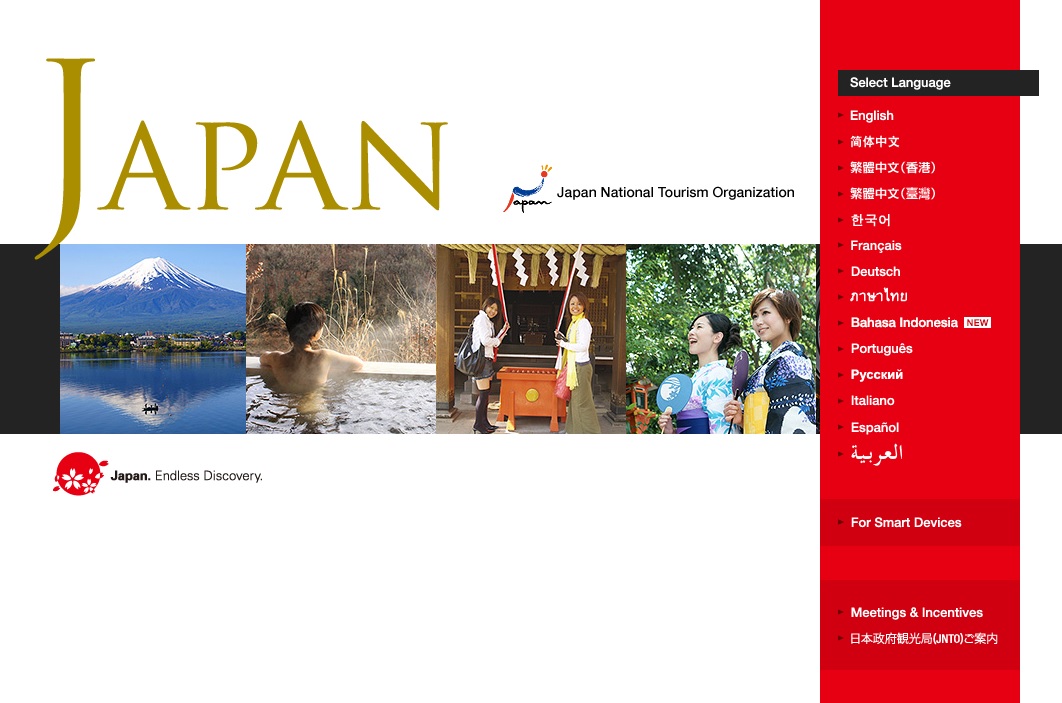 JAPAN
Japan
Japan National Tourism Organization
Japan. Endless Discovery.
Select Language
English
简体中文
繁體中文(香港)
繁體中文(臺灣)
한국어
Français
Deutsch
ภาษาไทย
Bahasa Indonesia NEW
Português
Русский
Italiano
Español
العربية
For Smart Devices
Meetings & Incentives
日本政府観光局(JNTO)ご案内